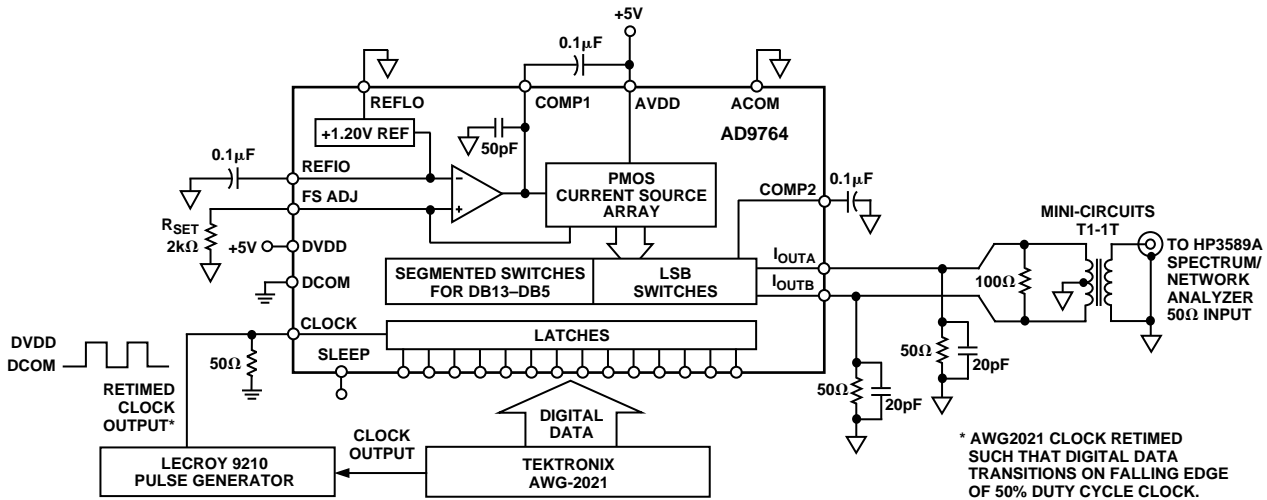 +5V
0.1µF
REFLO
COMP1
AVDD
ACOM
+1.20V REF
50pF
AD9764
0.1µF
REFIO
FS ADJ
PMOS
CURRENT SOURCE
ARRAY
COMP2
0.1µF
RSET
2kΩ
+5V
DVDD
DCOM
SEGMENTED SWITCHES
FOR DB13–DB5
LSB
SWITCHES
IOUTA
IOUTB
100Ω
MINI-CIRCUITS
T1-1T
TO HP3589A
SPECTRUM/
NETWORK
ANALYZER
50Ω INPUT
DVDD
DCOM
CLOCK
LATCHES
50Ω
SLEEP
50Ω
20pF
50Ω
20pF
RETIMED
CLOCK
OUTPUT*
DIGITAL
DATA
CLOCK
OUTPUT
LECROY 9210
PULSE GENERATOR
TEKTRONIX
AWG-2021
* AWG2021 CLOCK RETIMED
SUCH THAT DIGITAL DATA
TRANSITIONS ON FALLING EDGE
OF 50% DUTY CYCLE CLOCK.